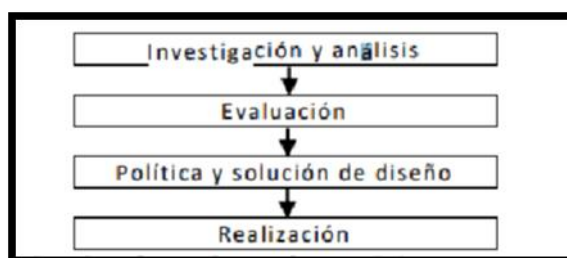 Investigación y análisis
Evaluación
Política y solución de diseño
Realización